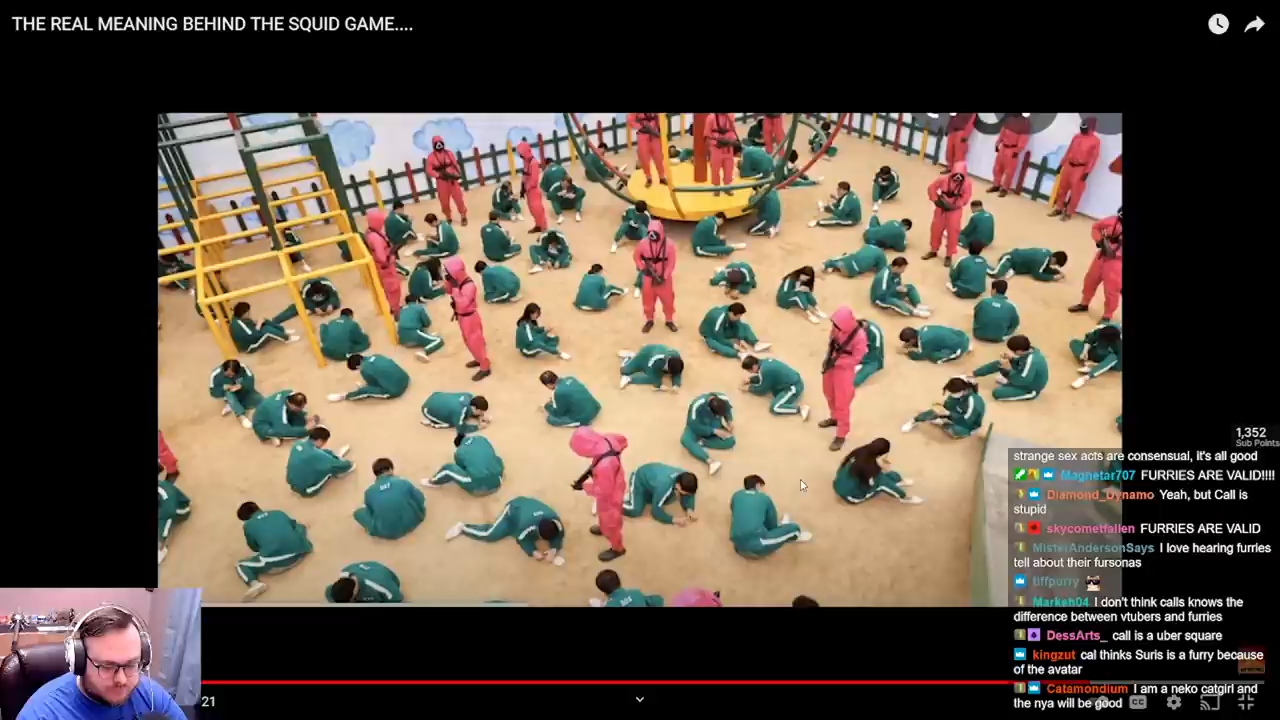 THE REAL MEANING BEHIND THE SQUID GAME....
1,352
Sub Points
strange sex acts are consensual, it's all good
Magnetar707 FURRIES ARE VALID!!!!
Diamond_Dynamo Yeah, but Call is
stupid
skycometfallen FURRIES ARE VALID
MisterAndersonSays I love hearing furries
tell about their fursonas
tiffpurry
Markeh04 I don't think calls knows the
difference between vtubers and furries
DessArts_ call is a uber square
kingzut cal thinks Suris is a furry because
of the avatar
Catamondium I am a neko catgirl and
the nya will be good
21
CC